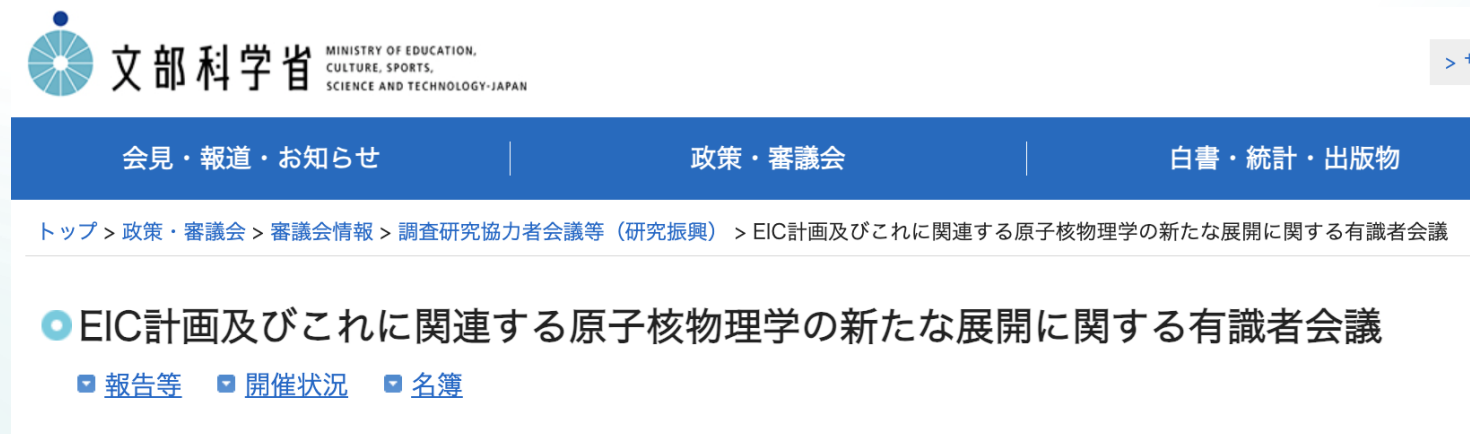 文部科学省
MINISTRY OF EDUCATION,
CULTURE, SPORTS,
SCIENCE AND TECHNOLOGY-JAPAN
>
会見・報道・お知らせ
政策・審議会
白書・統計・出版物
トップ > 政策・審議会 > 審議会情報 > 調査研究協力者会議等（研究振興） > EIC計画及びこれに関連する原子核物理学の新たな展開に関する有識者会議
EIC計画及びこれに関連する原子核物理学の新たな展開に関する有識者会議
報告等 開催状況 名簿